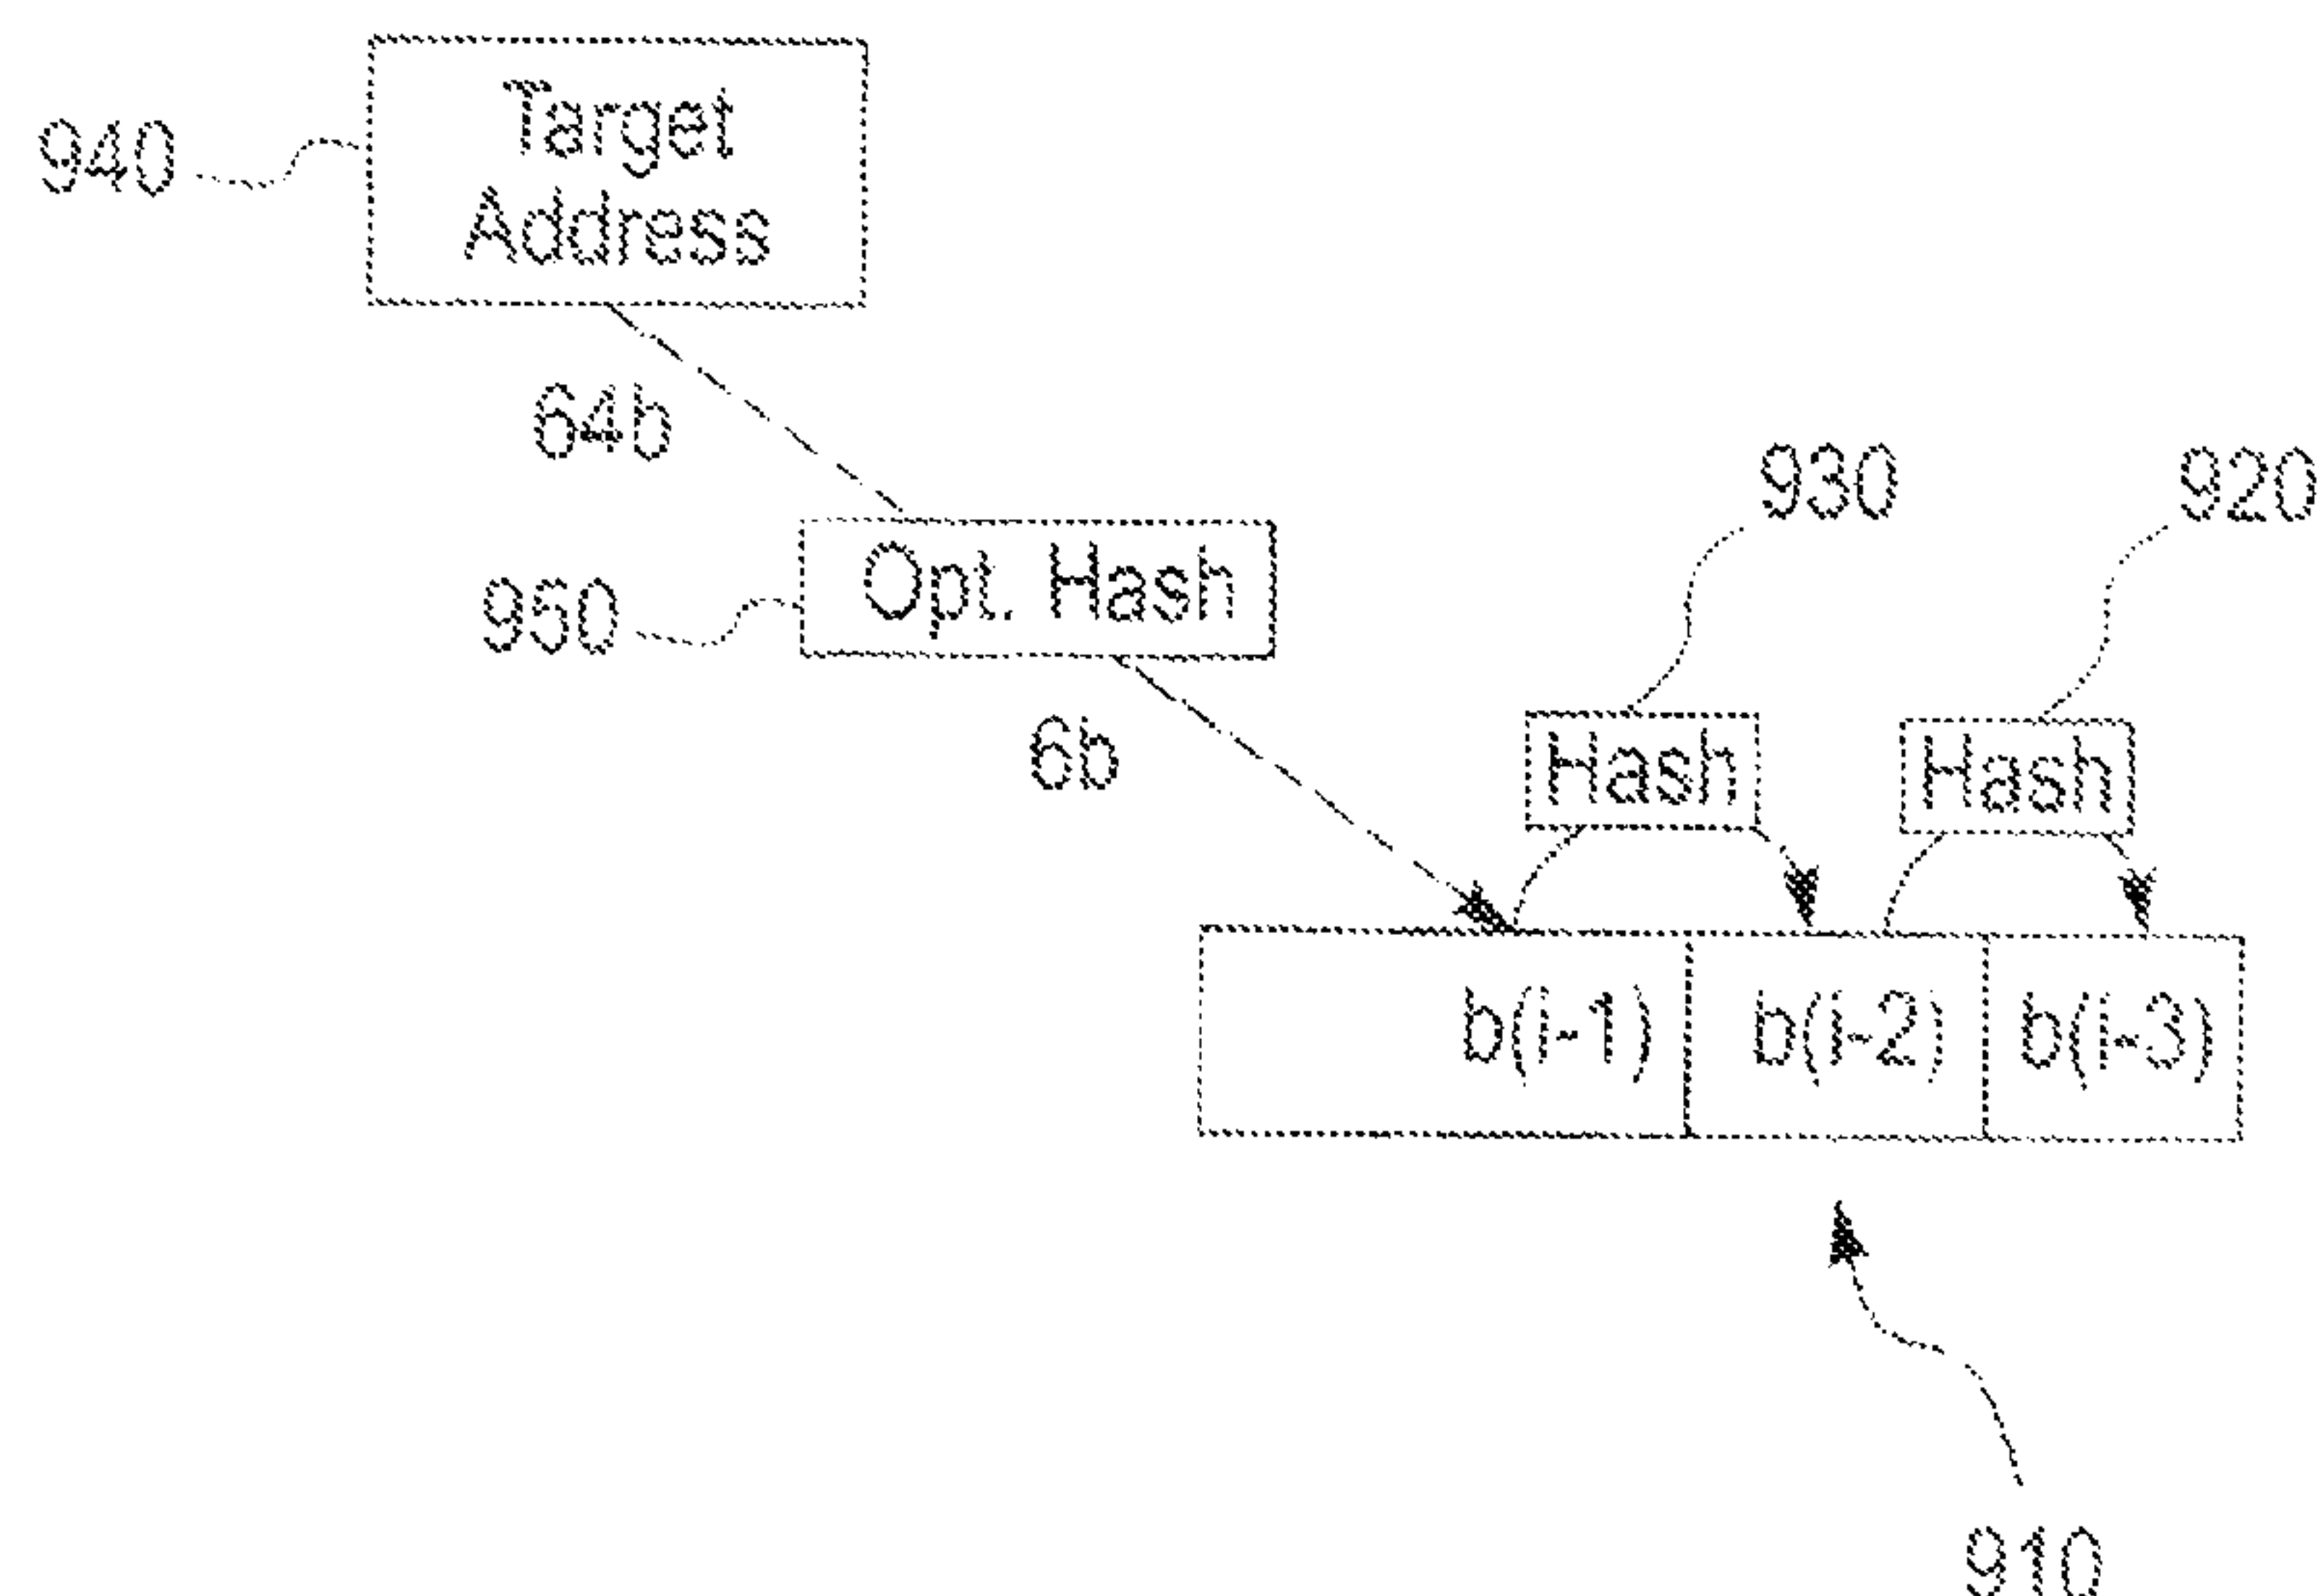 940
Target
Address
64b
950
Opt. Hash
930
920
6b
Hash
Hash
b(i-1)
b(i-2)
b(i-3)
910